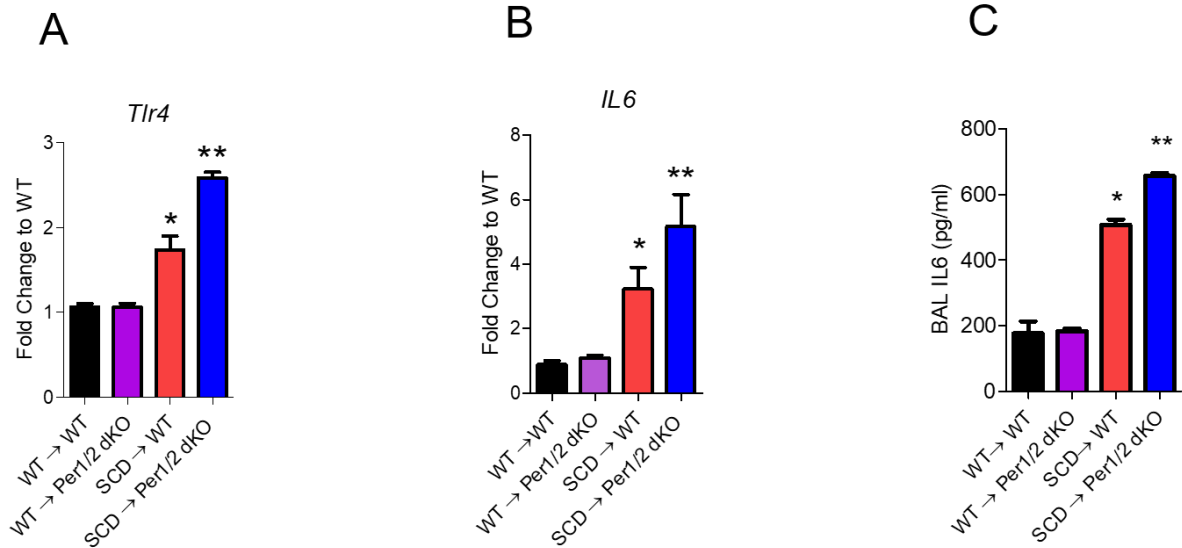 A
Tlr4
Fold Change to WT
3
2
1
0
*
**
WT → WT
WT → Per1/2 dKO
SCD → WT
SCD → Per1/2 dKO
B
IL6
Fold Change to WT
8
6
4
2
0
*
**
WT → WT
WT → Per1/2 dKO
SCD → WT
SCD → Per1/2 dKO
C
BAL IL6 (pg/ml)
800
600
400
200
0
*
**
WT → WT
WT → Per1/2 dKO
SCD → WT
SCD → Per1/2 dKO